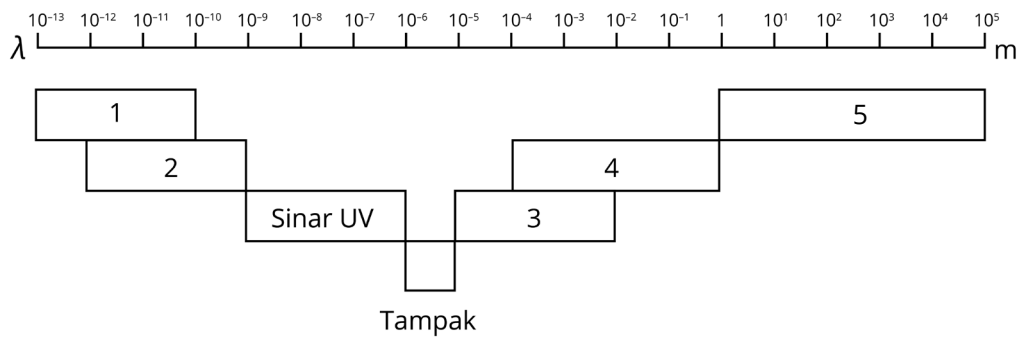 10⁻¹³ 10⁻¹² 10⁻¹¹ 10⁻¹⁰ 10⁻⁹ 10⁻⁸ 10⁻⁷ 10⁻⁶ 10⁻⁵ 10⁻⁴ 10⁻³ 10⁻² 10⁻¹ 1 10¹ 10² 10³ 10⁴ 10⁵
λ m
1 5
2 4
Sinar UV 3
Tampak